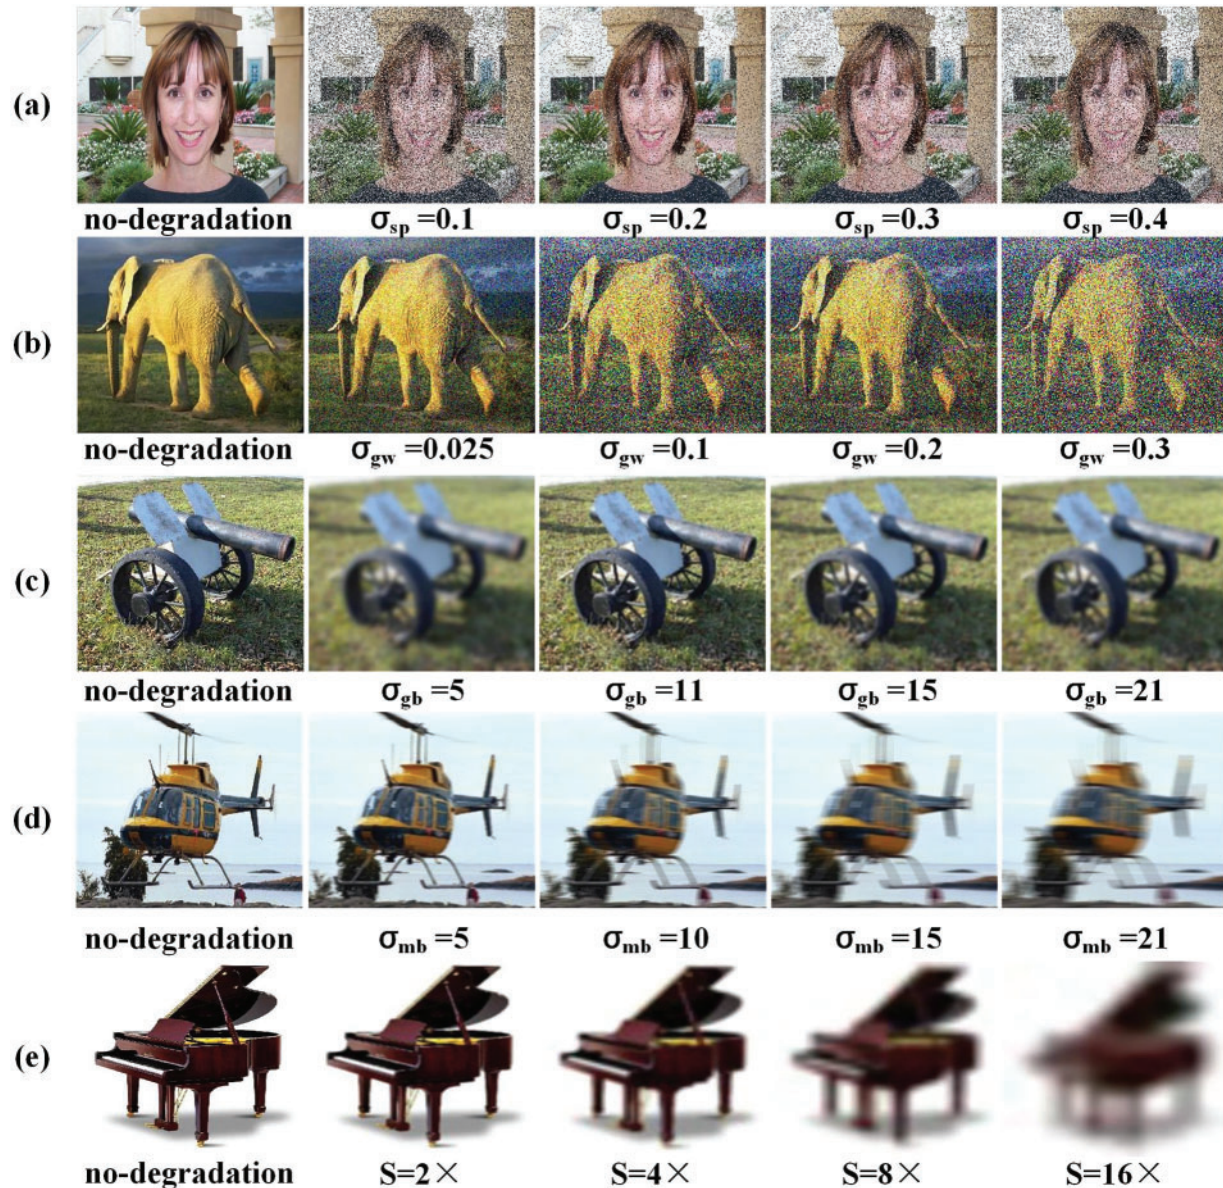 (a)
no-degradation σsp =0.1 σsp =0.2 σsp =0.3 σsp =0.4
(b)
no-degradation σgw =0.025 σgw =0.1 σgw =0.2 σgw =0.3
(c)
no-degradation σgb =5 σgb =11 σgb =15 σgb =21
(d)
no-degradation σmb =5 σmb =10 σmb =15 σmb =21
(e)
no-degradation S=2× S=4× S=8× S=16×